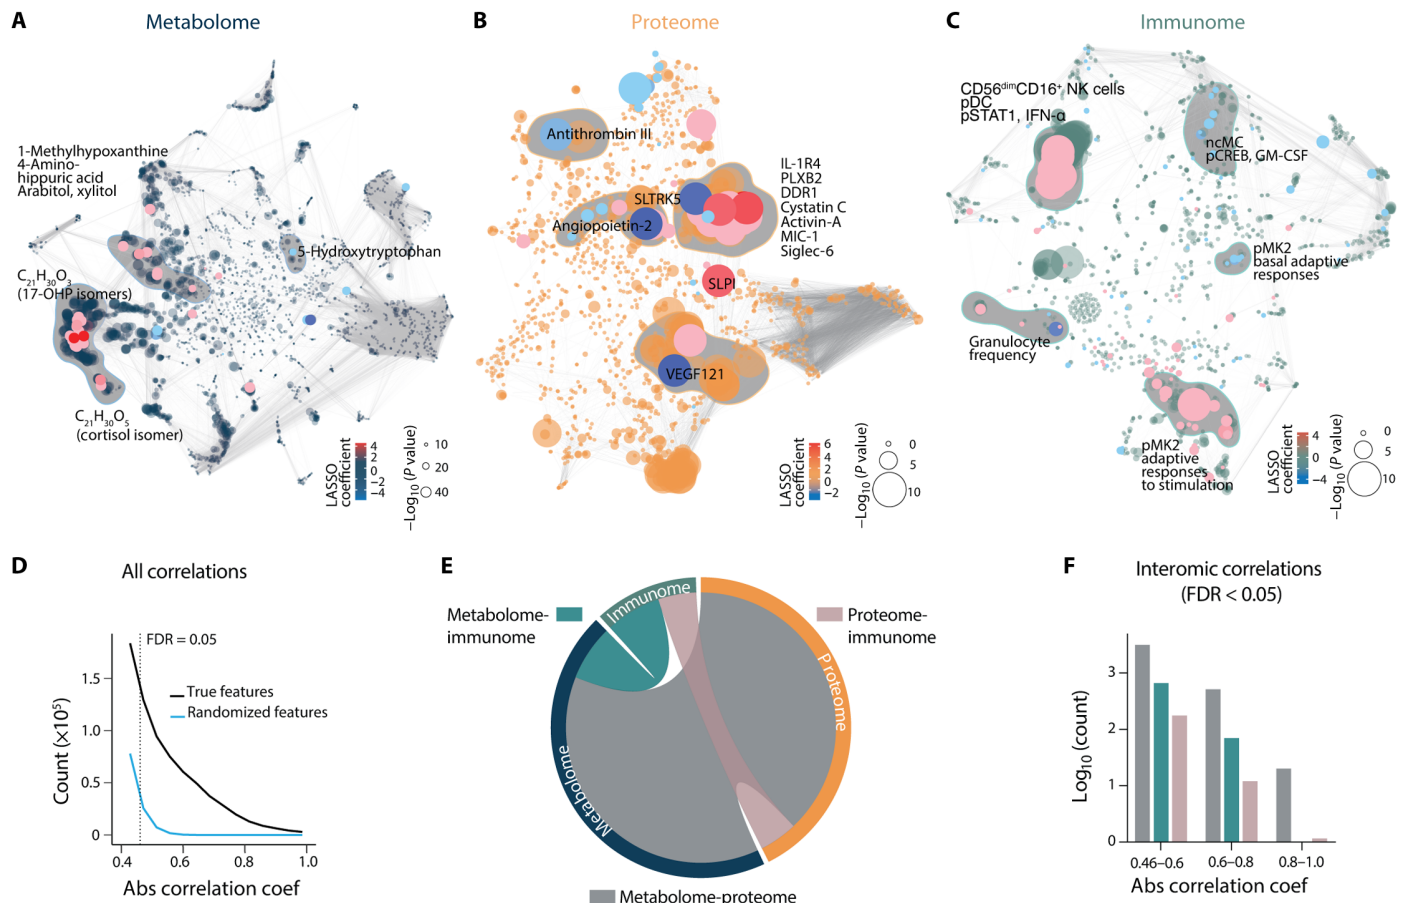 A
Metabolome
1-Methylhypoxanthine
4-Amino-
hippuric acid
Arabitol, xylitol
5-Hydroxytryptophan
C21H30O3
(17-OHP isomers)
C21H30O5
(cortisol isomer)
LASSO
coefficient
4
2
0
−2
−4
−Log10 (P value)
10
20
40
B
Proteome
Antithrombin III
IL-1R4
PLXB2
DDR1
Cystatin C
Activin-A
MIC-1
Siglec-6
SLTRK5
Angiopoietin-2
SLPI
VEGF121
LASSO
coefficient
6
4
2
0
−2
−Log10 (P value)
0
5
10
C
Immunome
CD56dimCD16+ NK cells
pDC
pSTAT1, IFN-α
ncMC
pCREB, GM-CSF
pMK2
basal adaptive
responses
Granulocyte
frequency
pMK2
adaptive
responses
to stimulation
LASSO
coefficient
4
0
−4
−Log10 (P value)
0
5
10
D
All correlations
FDR = 0.05
True features
Randomized features
Count (×105)
1.5
1.0
0.5
0
0.4
0.6
0.8
1.0
Abs correlation coef
E
Metabolome-
immunome
Immunome
Proteome-
immunome
Proteome
Metabolome
Metabolome-proteome
F
Interomic correlations
(FDR < 0.05)
Log10 (count)
3
2
1
0
0.46–0.6
0.6–0.8
0.8–1.0
Abs correlation coef